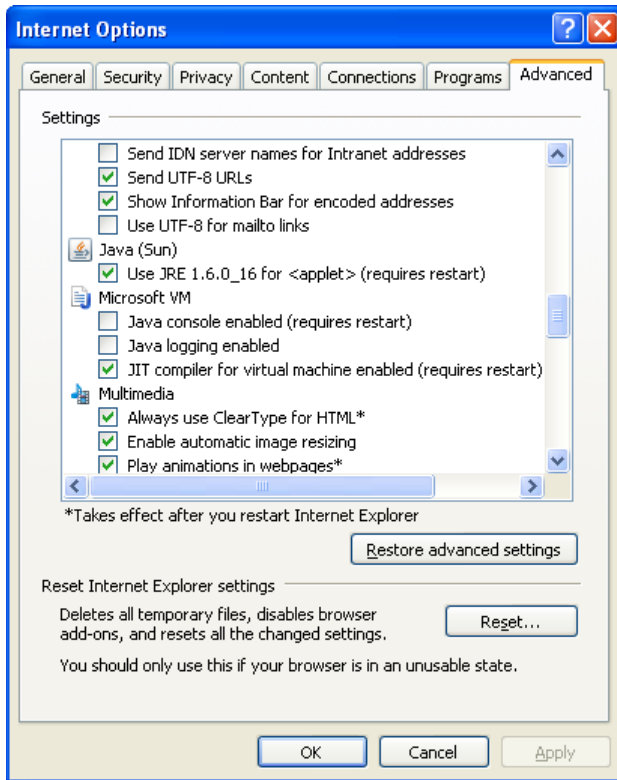 Internet Options
General Security Privacy Content Connections Programs Advanced
Settings
Send IDN server names for Intranet addresses
Send UTF-8 URLs
Show Information Bar for encoded addresses
Use UTF-8 for mailto links
Java (Sun)
Use JRE 1.6.0_16 for <applet> (requires restart)
Microsoft VM
Java console enabled (requires restart)
Java logging enabled
JIT compiler for virtual machine enabled (requires restart)
Multimedia
Always use ClearType for HTML*
Enable automatic image resizing
Play animations in webpages*
*Takes effect after you restart Internet Explorer
Restore advanced settings
Reset Internet Explorer settings
Deletes all temporary files, disables browser
add-ons, and resets all the changed settings.
Reset...
You should only use this if your browser is in an unusable state.
OK Cancel Apply